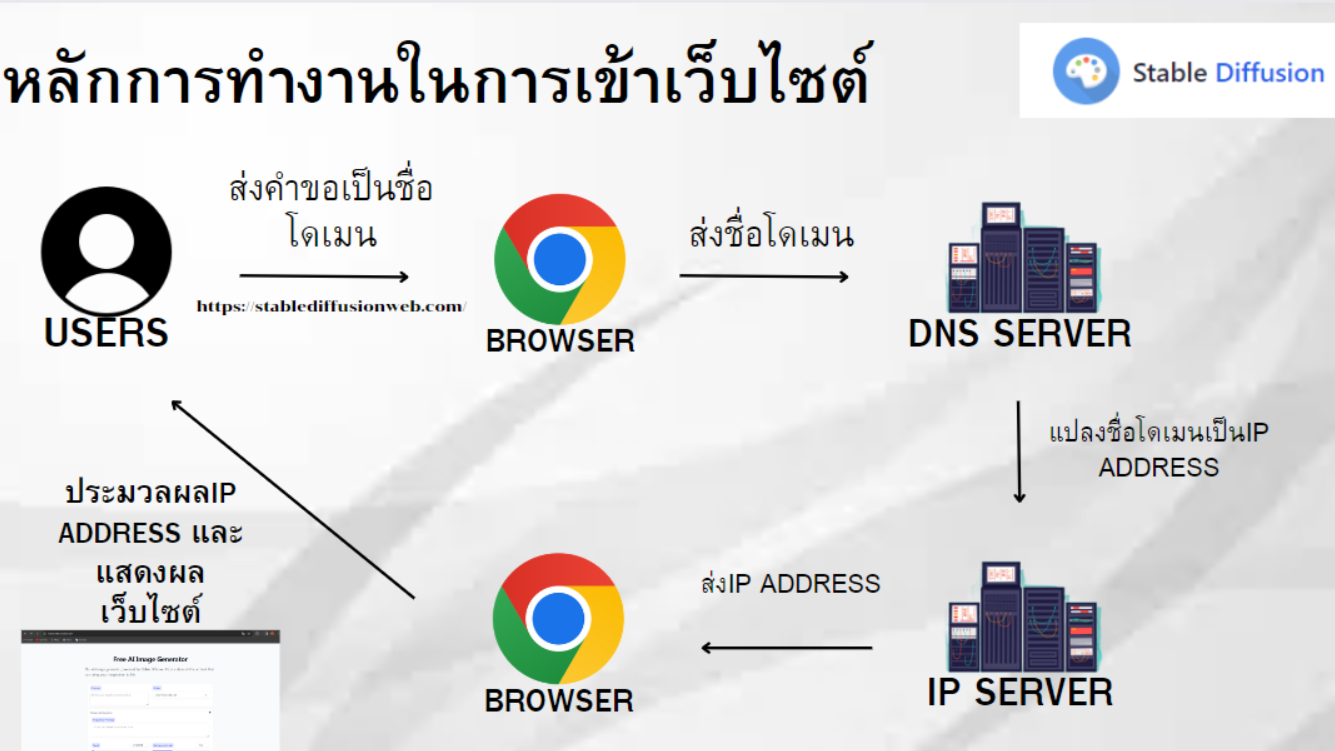 หลักการทำงานในการเข้าเว็บไซต์
Stable Diffusion
ส่งคำขอเป็นชื่อ
โดเมน
https://stablediffusionweb.com/
USERS
BROWSER
ส่งชื่อโดเมน
DNS SERVER
แปลงชื่อโดเมนเป็นIP
ADDRESS
IP SERVER
ส่งIP ADDRESS
BROWSER
ประมวลผลIP
ADDRESS และ
แสดงผล
เว็บไซต์
Free AI Image Generator